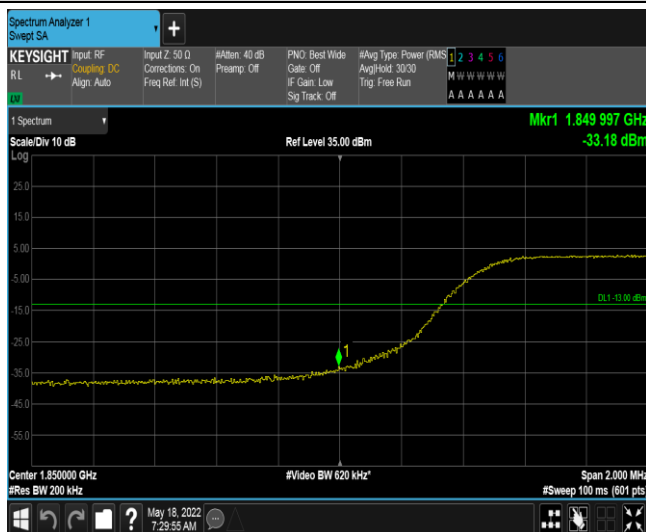 Spectrum Analyzer 1
Swept SA
+
KEYSIGHT
RL
Input: RF
Coupling: DC
Align: Auto
Input Z: 50 Ω
Corrections: On
Freq Ref: Int (S)
#Atten: 40 dB
Preamp: Off
PNO: Best Wide
Gate: Off
IF Gain: Low
Sig Track: Off
#Avg Type: Power (RMS
Avg|Hold: 30/30
Trig: Free Run
1 2 3 4 5 6
M W W W W W
A A A A A A
1 Spectrum
Scale/Div 10 dB
Ref Level 35.00 dBm
Mkr1 1.849 997 GHz
-33.18 dBm
Log
25.0
15.0
5.00
-5.00
DL1 -13.00 dBm
-15.0
-25.0
1
-35.0
-45.0
-55.0
Center 1.850000 GHz
#Video BW 620 kHz*
Span 2.000 MHz
#Res BW 200 kHz
#Sweep 100 ms (601 pts)
?
May 18, 2022
7:29:55 AM